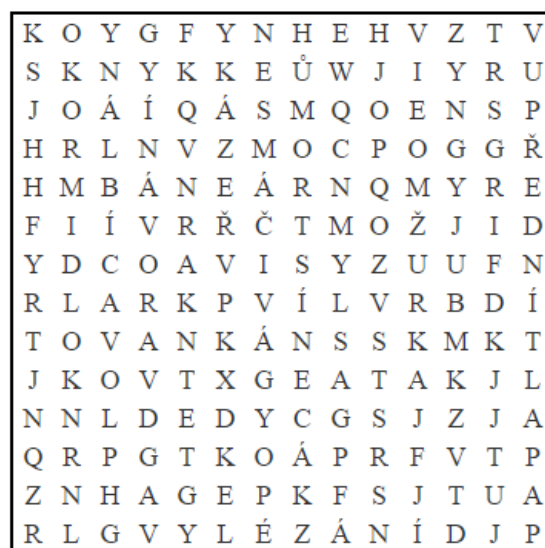 K O Y G F Y N H E H V Z T V
S K N Y K K E Ů W J I Y R U
J O Á Í Q Á S M Q O E N S P
H R L N V Z M O C P O G G Ř
H M B Á N E Á R N Q M Y R E
F I Í V R Ř Č T M O Ž J I D
Y D C O A V I S Y Z U U F N
R L A R K P V Í L V R B D Í
T O V A N K Á N S S K M K T
J K O V T X G E A T A K J L
N N L D E D Y C G S J Z J A
Q R P G T K O Á P R F V T P
Z N H A G E P K F S J T U A
R L G V Y L É Z Á N Í D J P